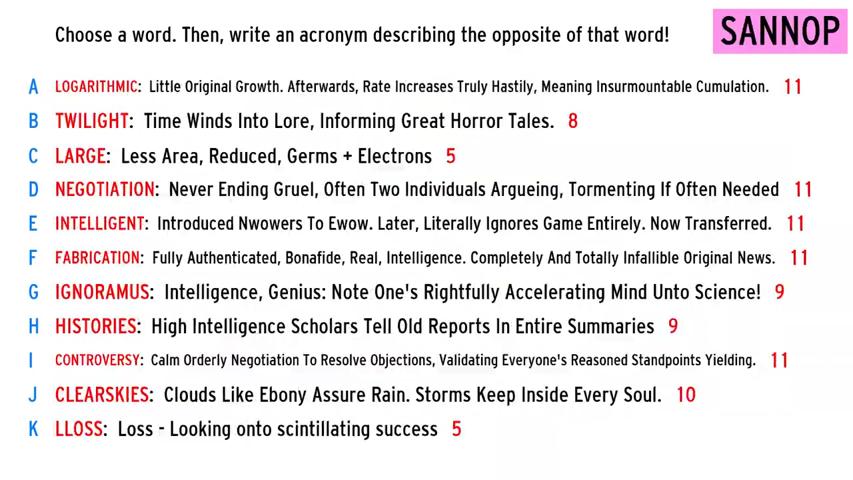 Choose a word. Then, write an acronym describing the opposite of that word!
SANNOP
A LOGARITHMIC: Little Original Growth. Afterwards, Rate Increases Truly Hastily, Meaning Insurmountable Cumulation. 11
B TWILIGHT: Time Winds Into Lore, Informing Great Horror Tales. 8
C LARGE: Less Area, Reduced, Germs + Electrons 5
D NEGOTIATION: Never Ending Gruel, Often Two Individuals Argueing, Tormenting If Often Needed 11
E INTELLIGENT: Introduced Nwowers To Ewow. Later, Literally Ignores Game Entirely. Now Transferred. 11
F FABRICATION: Fully Authenticated, Bonafide, Real, Intelligence. Completely And Totally Infallible Original News. 11
G IGNORAMUS: Intelligence, Genius: Note One's Rightfully Accelerating Mind Unto Science! 9
H HISTORIES: High Intelligence Scholars Tell Old Reports In Entire Summaries 9
I CONTROVERSY: Calm Orderly Negotiation To Resolve Objections, Validating Everyone's Reasoned Standpoints Yielding. 11
J CLEARSKIES: Clouds Like Ebony Assure Rain. Storms Keep Inside Every Soul. 10
K LLOSS: Loss - Looking onto scintillating success 5